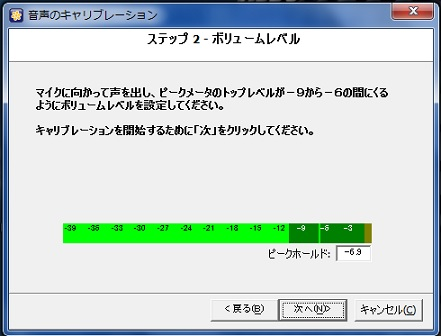 音声のキャリブレーション
ステップ 2 - ボリュームレベル
マイクに向かって声を出し、ピークメータのトップレベルが－9から－6の間にくる
ようにボリュームレベルを設定してください。
キャリブレーションを開始するために「次」をクリックしてください。
-39 -36 -33 -30 -27 -24 -21 -18 -15 -12 -9 -6 -3
ピークホールド: -6.9
< 戻る(B) 次へ(N)> キャンセル(C)